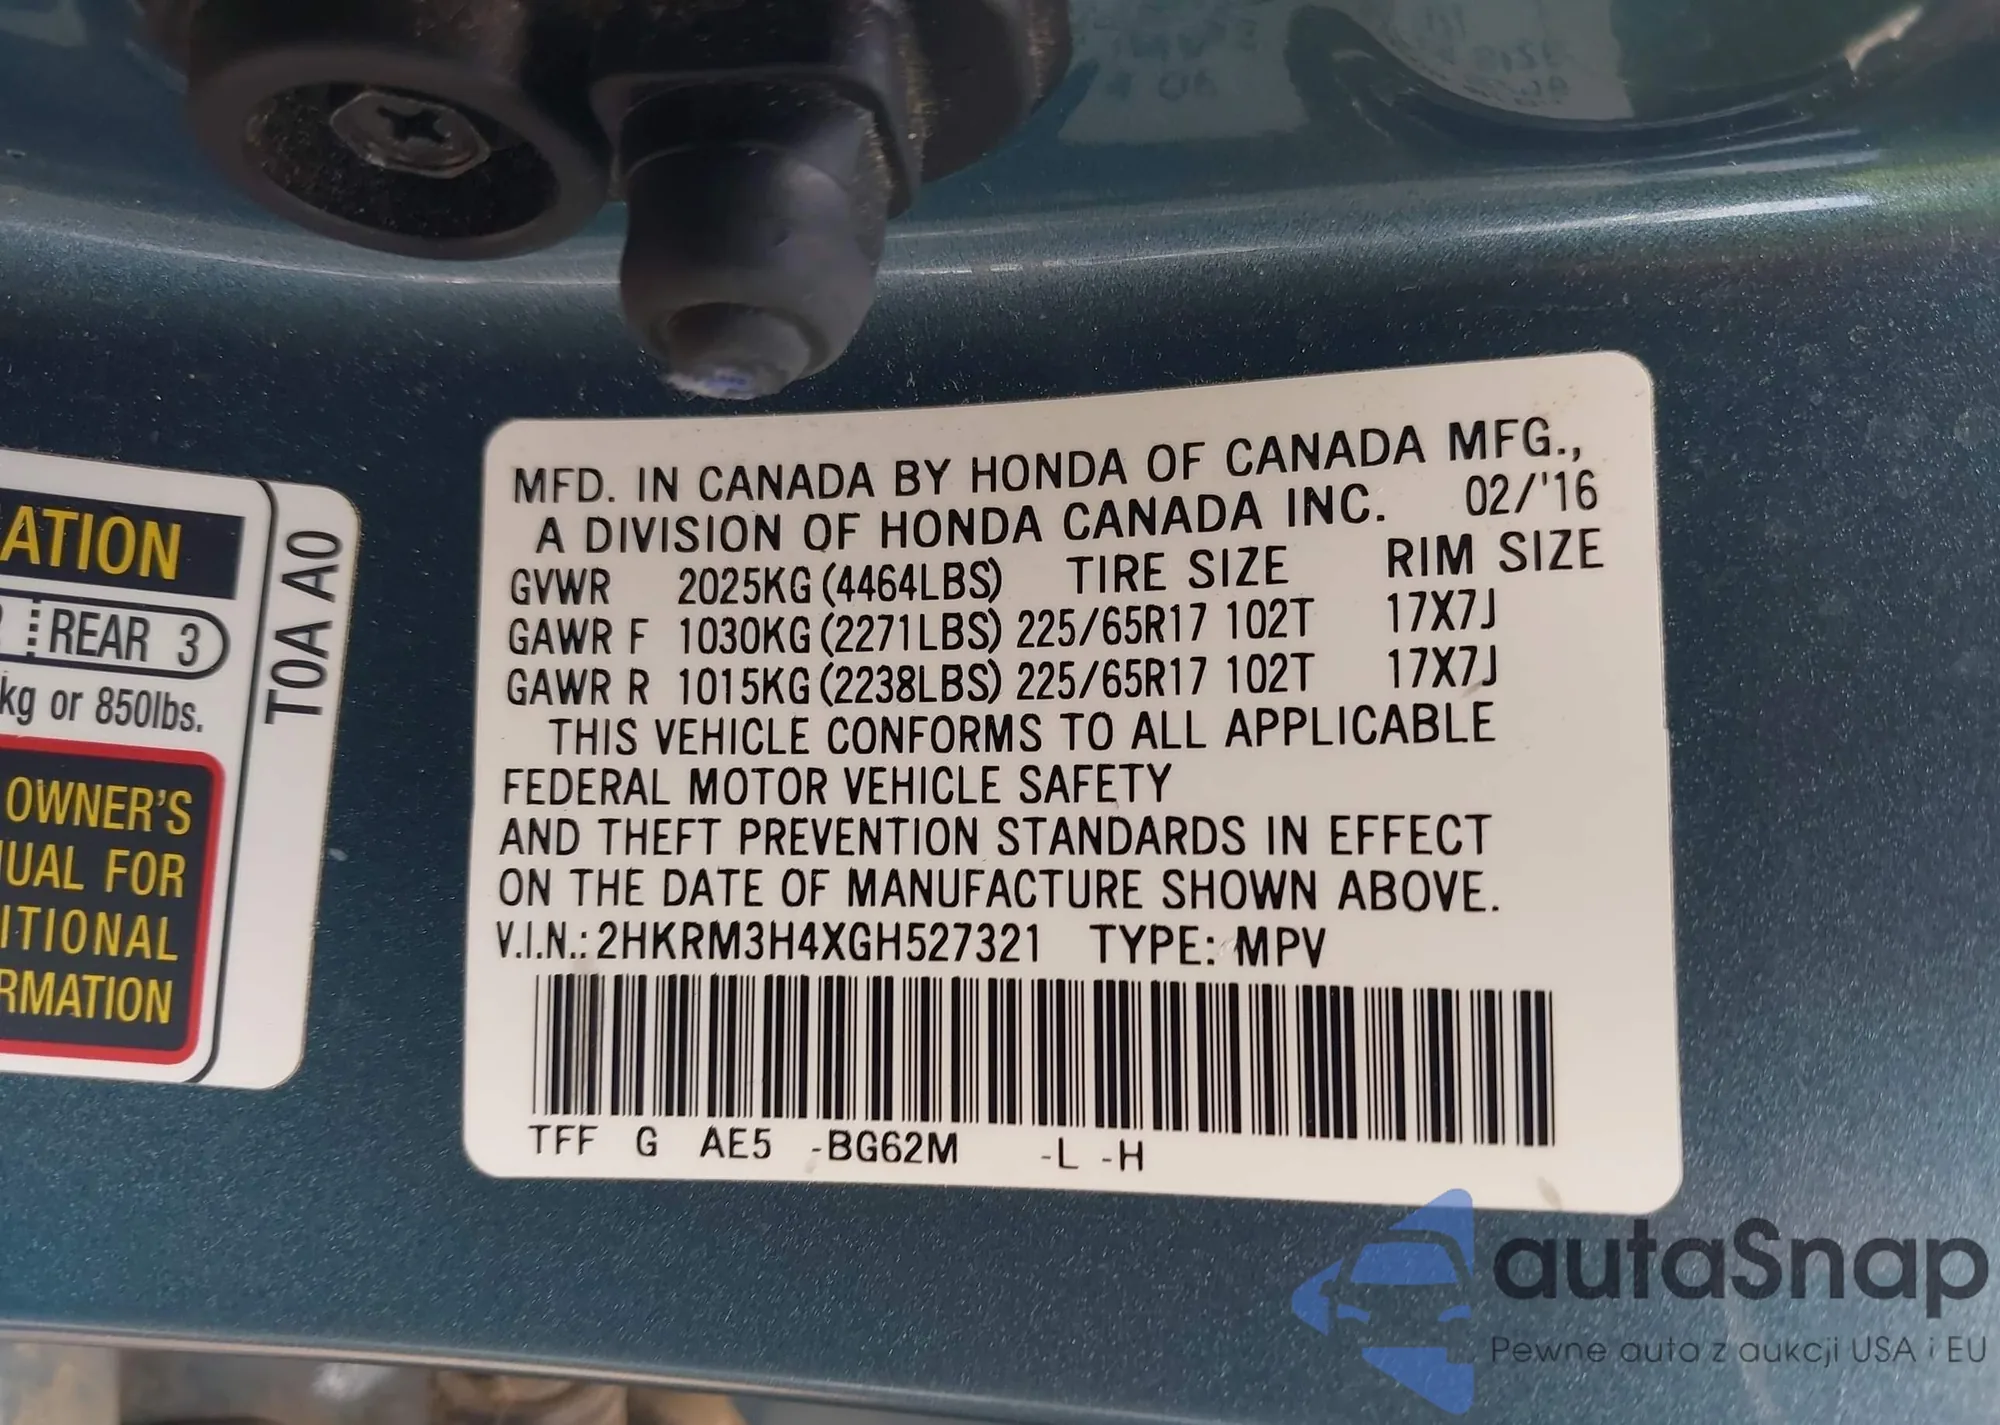 MFD. IN CANADA BY HONDA OF CANADA MFG.,
A DIVISION OF HONDA CANADA INC. 02/'16
GVWR 2025KG (4464LBS) TIRE SIZE RIM SIZE
GAWR F 1030KG (2271LBS) 225/65R17 102T 17X7J
GAWR R 1015KG (2238LBS) 225/65R17 102T 17X7J
THIS VEHICLE CONFORMS TO ALL APPLICABLE
FEDERAL MOTOR VEHICLE SAFETY
AND THEFT PREVENTION STANDARDS IN EFFECT
ON THE DATE OF MANUFACTURE SHOWN ABOVE.
V.I.N.: 2HKRM3H4XGH527321 TYPE: MPV
TFF G AE5 -BG62M -L -H
ATION
REAR 3
kg or 850lbs.
OWNER'S
UAL FOR
ITIONAL
RMATION
T0A A0
autaSnap
Pewne auta z aukcji USA i EU